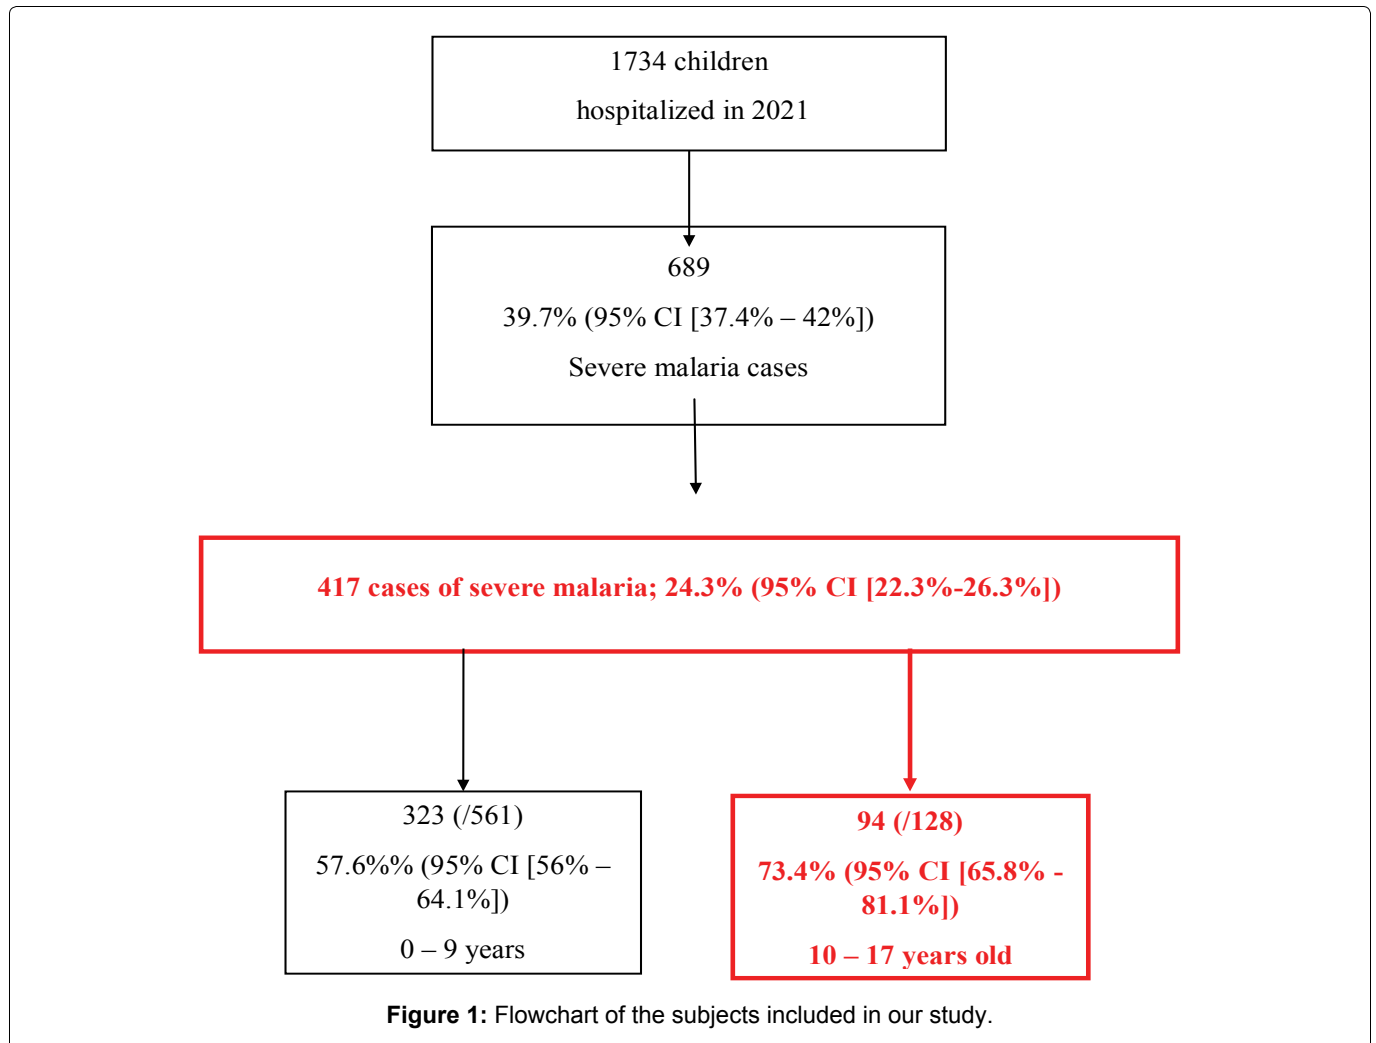 1734 children
hospitalized in 2021
689
39.7% (95% CI [37.4% – 42%])
Severe malaria cases
417 cases of severe malaria; 24.3% (95% CI [22.3%-26.3%])
323 (/561)
57.6%% (95% CI [56% –
64.1%])
0 – 9 years
94 (/128)
73.4% (95% CI [65.8% -
81.1%])
10 – 17 years old
Figure 1: Flowchart of the subjects included in our study.